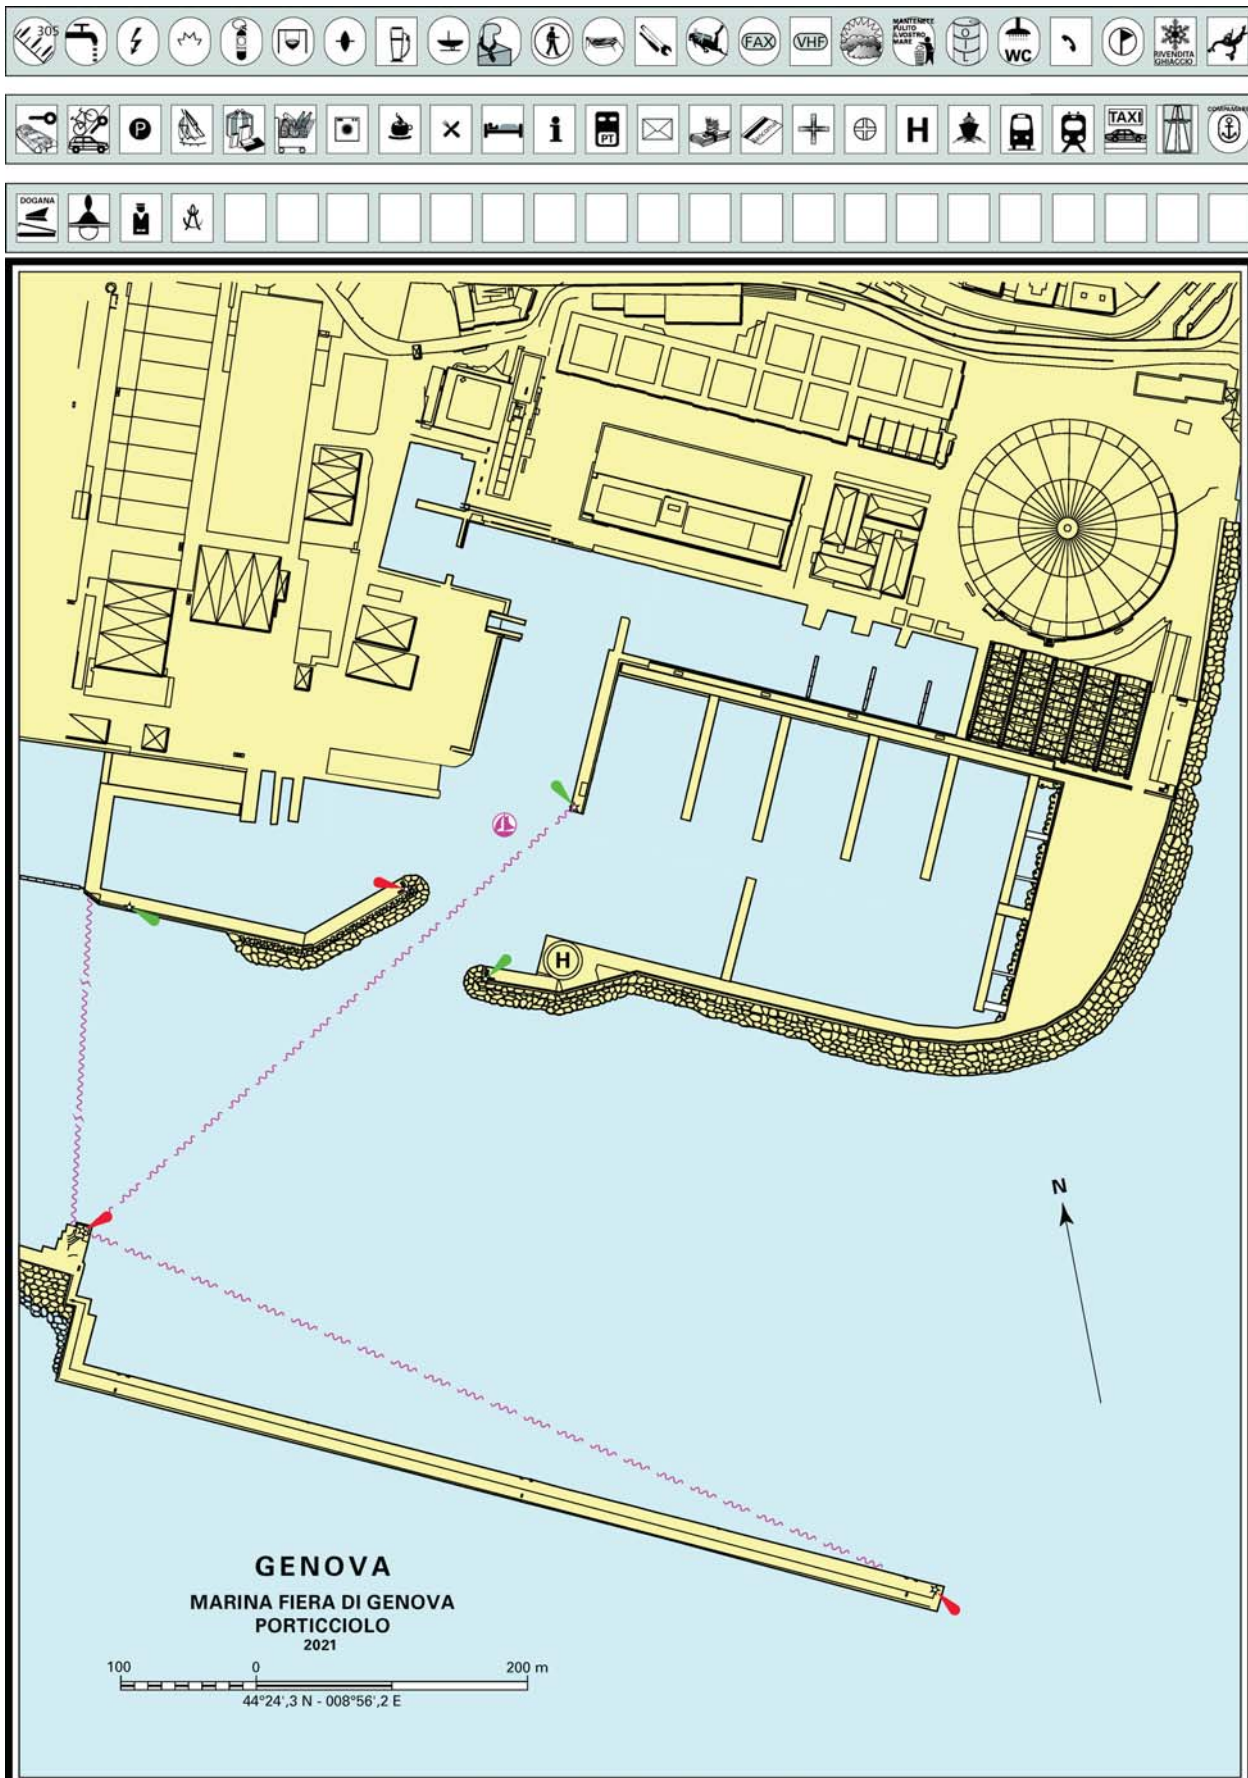 305
FAX
VHF
MANTENETE
PULITO
IL VOSTRO
MARE
WC
RIVENDITA
GHIACCIO
P
i
PT
H
TAXI
COMPAMARE
DOGANA
H
N
GENOVA
MARINA FIERA DI GENOVA
PORTICCIOLO
2021
100 0 200 m
44°24',3 N - 008°56',2 E